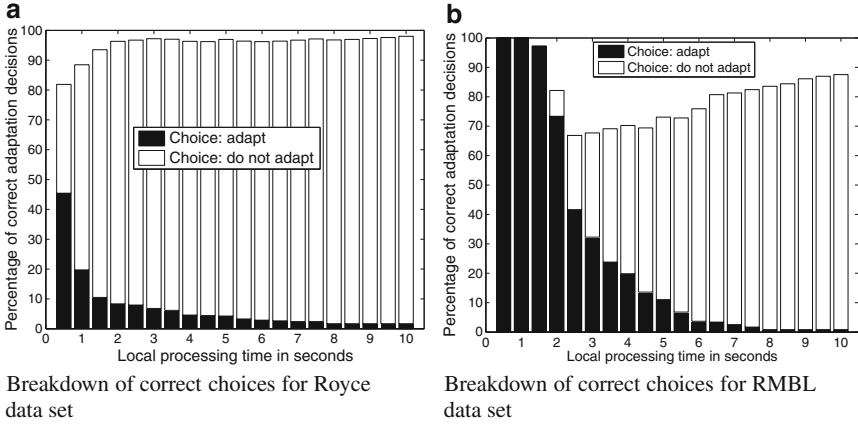 a
Percentage of correct adaptation decisions
100
90
80
70
60
50
40
30
20
10
0
Choice: adapt
Choice: do not adapt
0 1 2 3 4 5 6 7 8 9 10
Local processing time in seconds
Breakdown of correct choices for Royce
data set
b
Percentage of correct adaptation decisions
100
90
80
70
60
50
40
30
20
10
0
Choice: adapt
Choice: do not adapt
0 1 2 3 4 5 6 7 8 9 10
Local processing time in seconds
Breakdown of correct choices for RMBL
data set